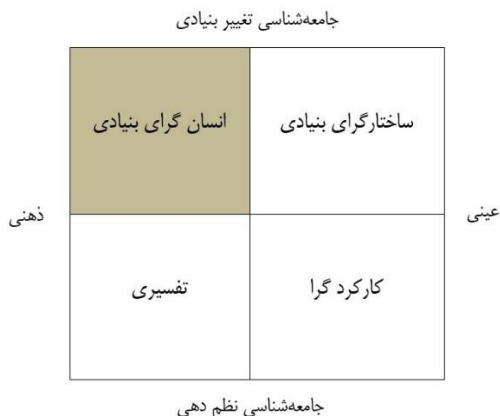 جامعه‌شناسی تغییر بنیادی
ساختارگرای بنیادی
انسان گرای بنیادی
عینی
ذهنی
کارکرد گرا
تفسیری
جامعه‌شناسی نظم دهی